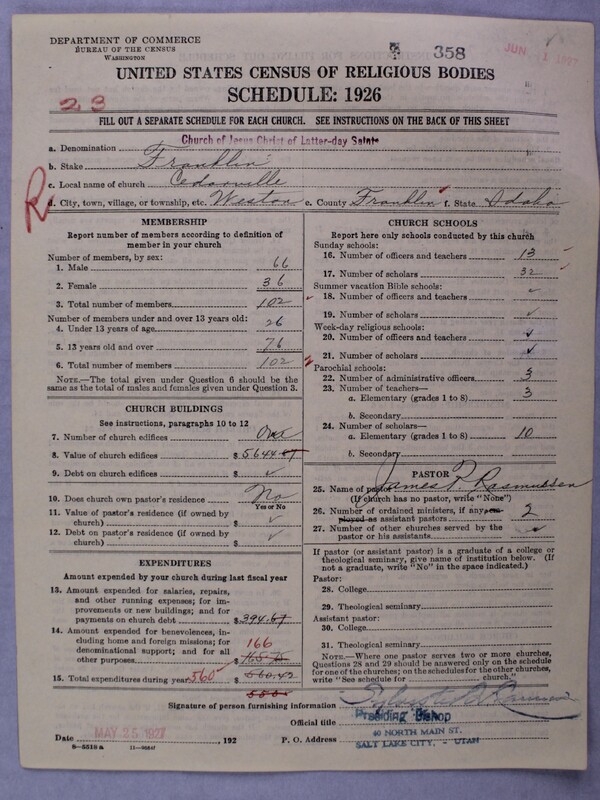 DEPARTMENT OF COMMERCE
BUREAU OF THE CENSUS
WASHINGTON
358
JUN 1 1927
UNITED STATES CENSUS OF RELIGIOUS BODIES
SCHEDULE: 1926
23
FILL OUT A SEPARATE SCHEDULE FOR EACH CHURCH. SEE INSTRUCTIONS ON THE BACK OF THIS SHEET
a. Denomination Church of Jesus Christ of Latter-day Saints
b. Stake Franklin
c. Local name of church Cedarville
R
d. City, town, village, or township, etc. Weston e. County Franklin f. State Idaho
MEMBERSHIP
Report number of members according to definition of
member in your church
Number of members, by sex:
1. Male 66
2. Female 36
3. Total number of members 102
Number of members under and over 13 years old:
4. Under 13 years of age 26
5. 13 years old and over 76
6. Total number of members 102
NOTE.—The total given under Question 6 should be
the same as the total of males and females given under Question 3.
CHURCH BUILDINGS
See instructions, paragraphs 10 to 12
7. Number of church edifices One
8. Value of church edifices $5644
9. Debt on church edifices $
10. Does church own pastor's residence No
Yes or No
11. Value of pastor's residence (if owned by
church) $
12. Debt on pastor's residence (if owned by
church) $
EXPENDITURES
Amount expended by your church during last fiscal year
13. Amount expended for salaries, repairs,
and other running expenses; for im-
provements or new buildings; and for
payments on church debt $394.67
14. Amount expended for benevolences,
including home and foreign missions; for
denominational support; and for all
other purposes $ 166
15. Total expenditures during year 560 $560.42
CHURCH SCHOOLS
Report here only schools conducted by this church
Sunday schools:
16. Number of officers and teachers 13
17. Number of scholars 32
Summer vacation Bible schools:
18. Number of officers and teachers
19. Number of scholars
Week-day religious schools:
20. Number of officers and teachers
21. Number of scholars
Parochial schools:
22. Number of administrative officers 3
23. Number of teachers—
a. Elementary (grades 1 to 8) 3
b. Secondary
24. Number of scholars—
a. Elementary (grades 1 to 8) 10
b. Secondary
PASTOR
25. Name of pastor James P. Rasmussen
(If church has no pastor, write "None")
26. Number of ordained ministers, if any em-
ployed as assistant pastors 2
27. Number of other churches served by the
pastor or his assistants
If pastor (or assistant pastor) is a graduate of a college or
theological seminary, give name of institution below. (If
not a graduate, write "No" in the space indicated.)
Pastor:
28. College
29. Theological seminary
Assistant pastor:
30. College
31. Theological seminary
NOTE.—Where one pastor serves two or more churches,
Questions 28 and 29 should be answered only on the schedule
for one of the churches; on the schedules for the other churches,
write "See schedule for church."
Signature of person furnishing information
Official title Presiding Bishop
Date MAY 25 1927, 192 P. O. Address 40 NORTH MAIN ST.
SALT LAKE CITY, - UTAH
8-5518 a